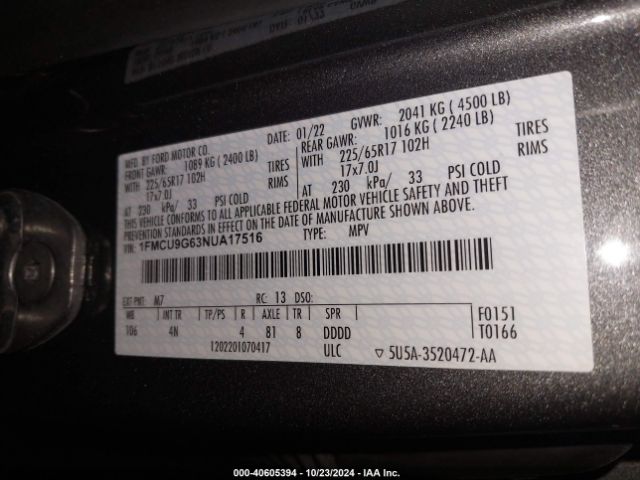 01/22
MFD. BY FORD MOTOR CO. DATE: 01/22 GVWR: 2041 KG ( 4500 LB)
FRONT GAWR: 1089 KG ( 2400 LB) REAR GAWR: 1016 KG ( 2240 LB)
WITH 225/65R17 102H TIRES WITH 225/65R17 102H TIRES
17x7.0J RIMS 17x7.0J RIMS
AT 230 kPa/ 33 PSI COLD AT 230 kPa/ 33 PSI COLD
THIS VEHICLE CONFORMS TO ALL APPLICABLE FEDERAL MOTOR VEHICLE SAFETY AND THEFT
PREVENTION STANDARDS IN EFFECT ON THE DATE OF MANUFACTURE SHOWN ABOVE.
VIN: 1FMCU9G63NUA17516 TYPE: MPV
EXT PNT: M7 RC: 13 DSO:
WB INT TR TP/PS R AXLE TR SPR F0151
106 4N 4 81 8 DDDD T0166
1202201070417 ULC 5U5A-3520472-AA
000-40605394 - 10/23/2024 - IAA Inc.